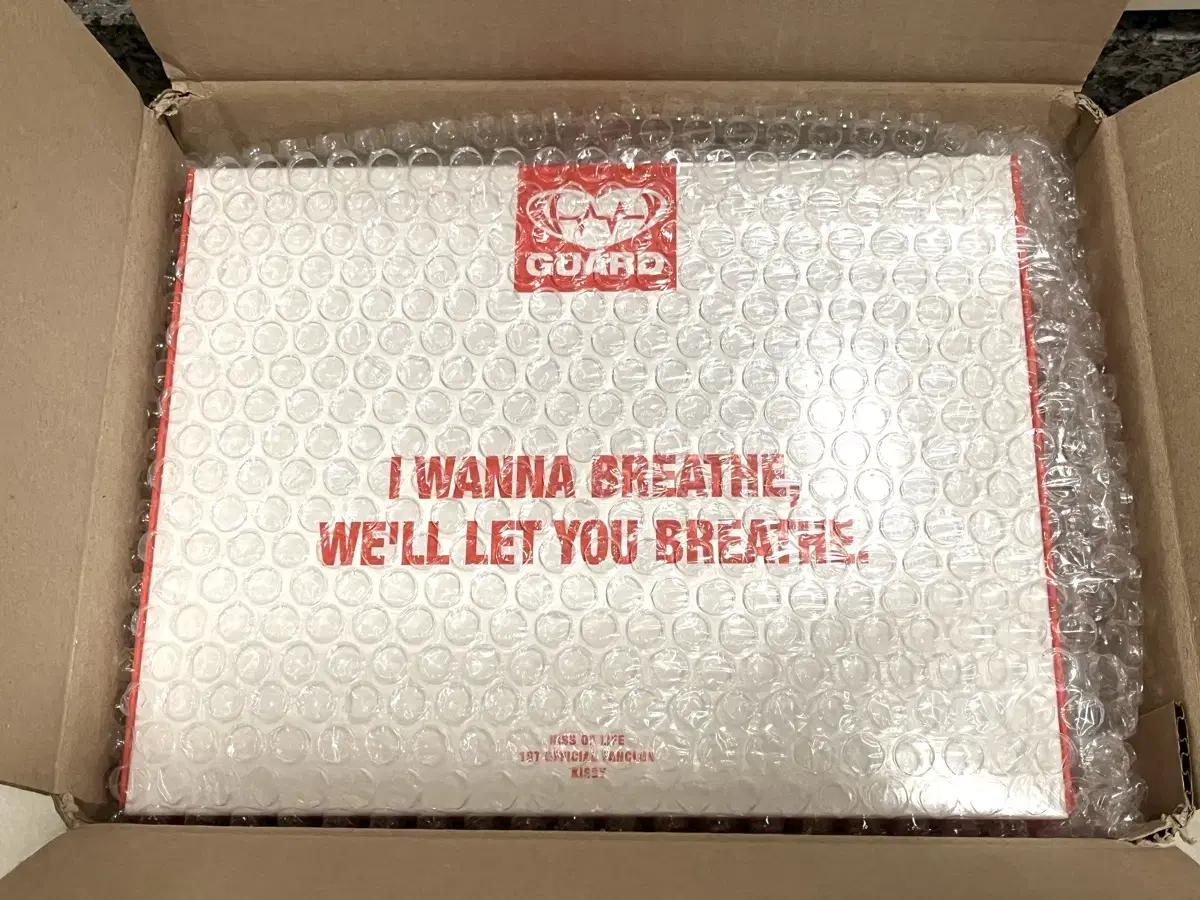 GUARD
I WANNA BREATHE,
WE'LL LET YOU BREATHE.
KISS OF LIFE
1ST OFFICIAL FANCLUB
KISSY